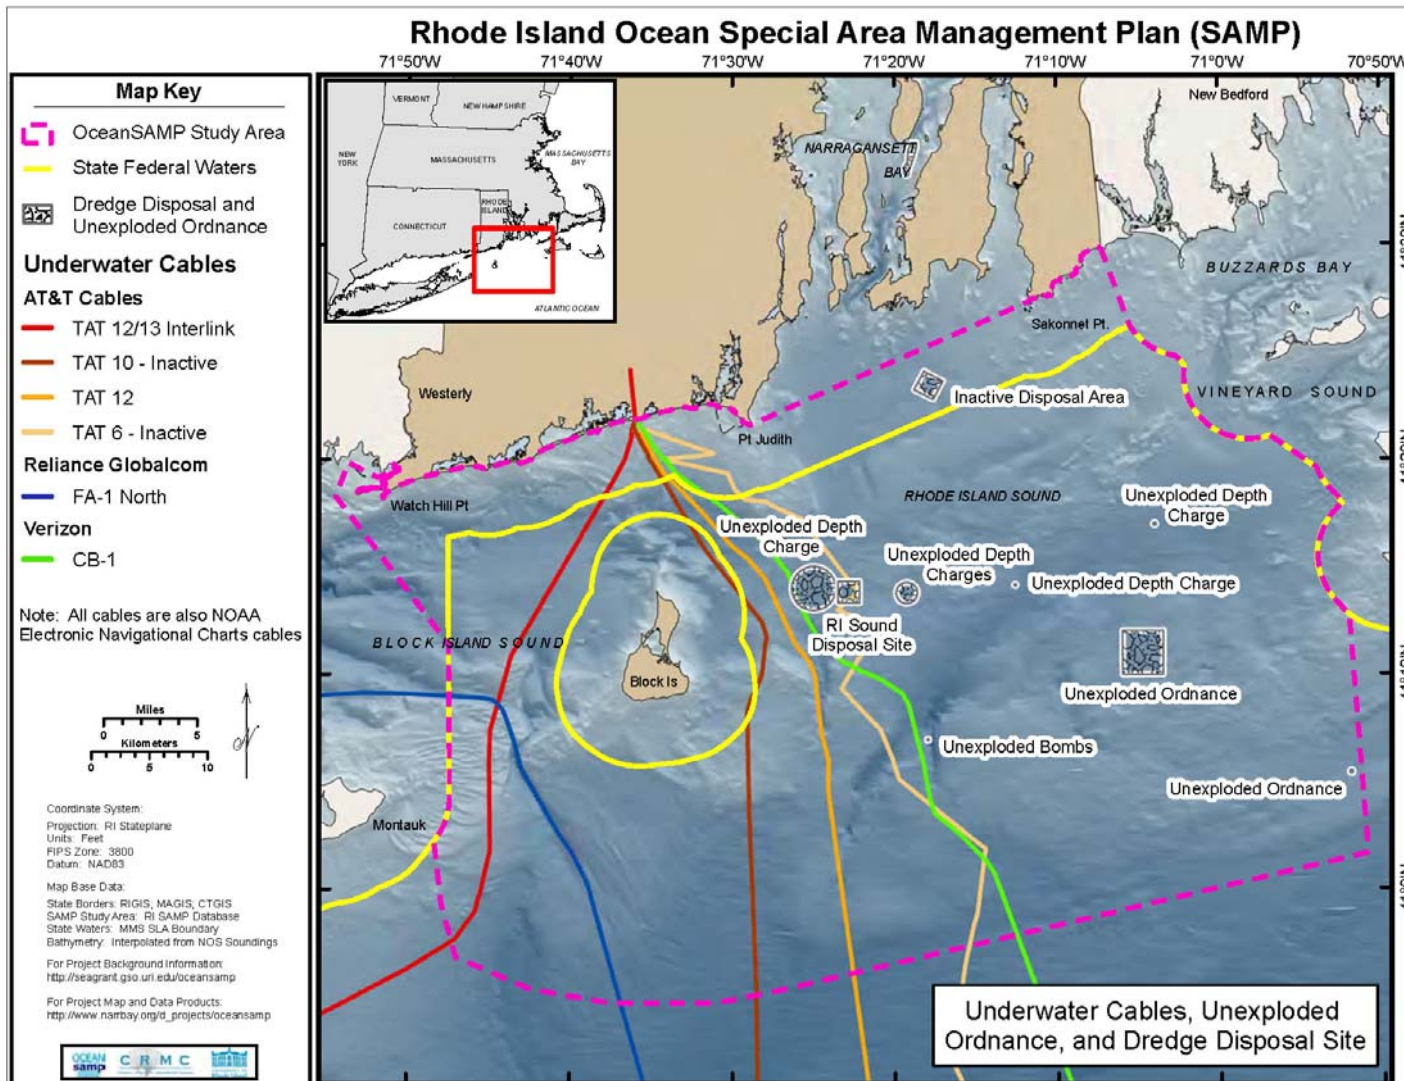 Rhode Island Ocean Special Area Management Plan (SAMP)
71°50'W
71°40'W
71°30'W
71°20'W
71°10'W
71°0'W
70°50'W
Map Key
OceanSAMP Study Area
State Federal Waters
Dredge Disposal and
Unexploded Ordnance
Underwater Cables
AT&T Cables
TAT 12/13 Interlink
TAT 10 - Inactive
TAT 12
TAT 6 - Inactive
Reliance Globalcom
FA-1 North
Verizon
CB-1
Note: All cables are also NOAA
Electronic Navigational Charts cables
Miles
0 5
Kilometers
0 5 10
Coordinate System:
Projection: RI Stateplane
Units: Feet
FIPS Zone: 3800
Datum: NAD83
Map Base Data:
State Borders: RIGIS; MAGIS; CTGIS
SAMP Study Area: RI SAMP Database
State Waters: MMS SLA Boundary
Bathymetry: Interpolated from NOS Soundings
For Project Background Information:
http://seagrant.gso.uri.edu/oceansamp
For Project Map and Data Products:
http://www.narrbay.org/d_projects/oceansamp
OCEAN
samp
CRMC
VERMONT
NEW HAMPSHIRE
NEW
YORK
MASSACHUSETTS
MASSACHUSETTS
BAY
CONNECTICUT
RHODE
ISLAND
ATLANTIC OCEAN
New Bedford
NARRAGANSETT
BAY
BUZZARDS BAY
Sakonnet Pt.
VINEYARD SOUND
Westerly
Inactive Disposal Area
Pt Judith
Watch Hill Pt
RHODE ISLAND SOUND
Unexploded Depth
Charge
Unexploded Depth
Charge
Unexploded Depth
Charges
Unexploded Depth Charge
RI Sound
Disposal Site
BLOCK ISLAND SOUND
Block Is
Unexploded Ordnance
Unexploded Bombs
Unexploded Ordnance
Montauk
Underwater Cables, Unexploded
Ordnance, and Dredge Disposal Site